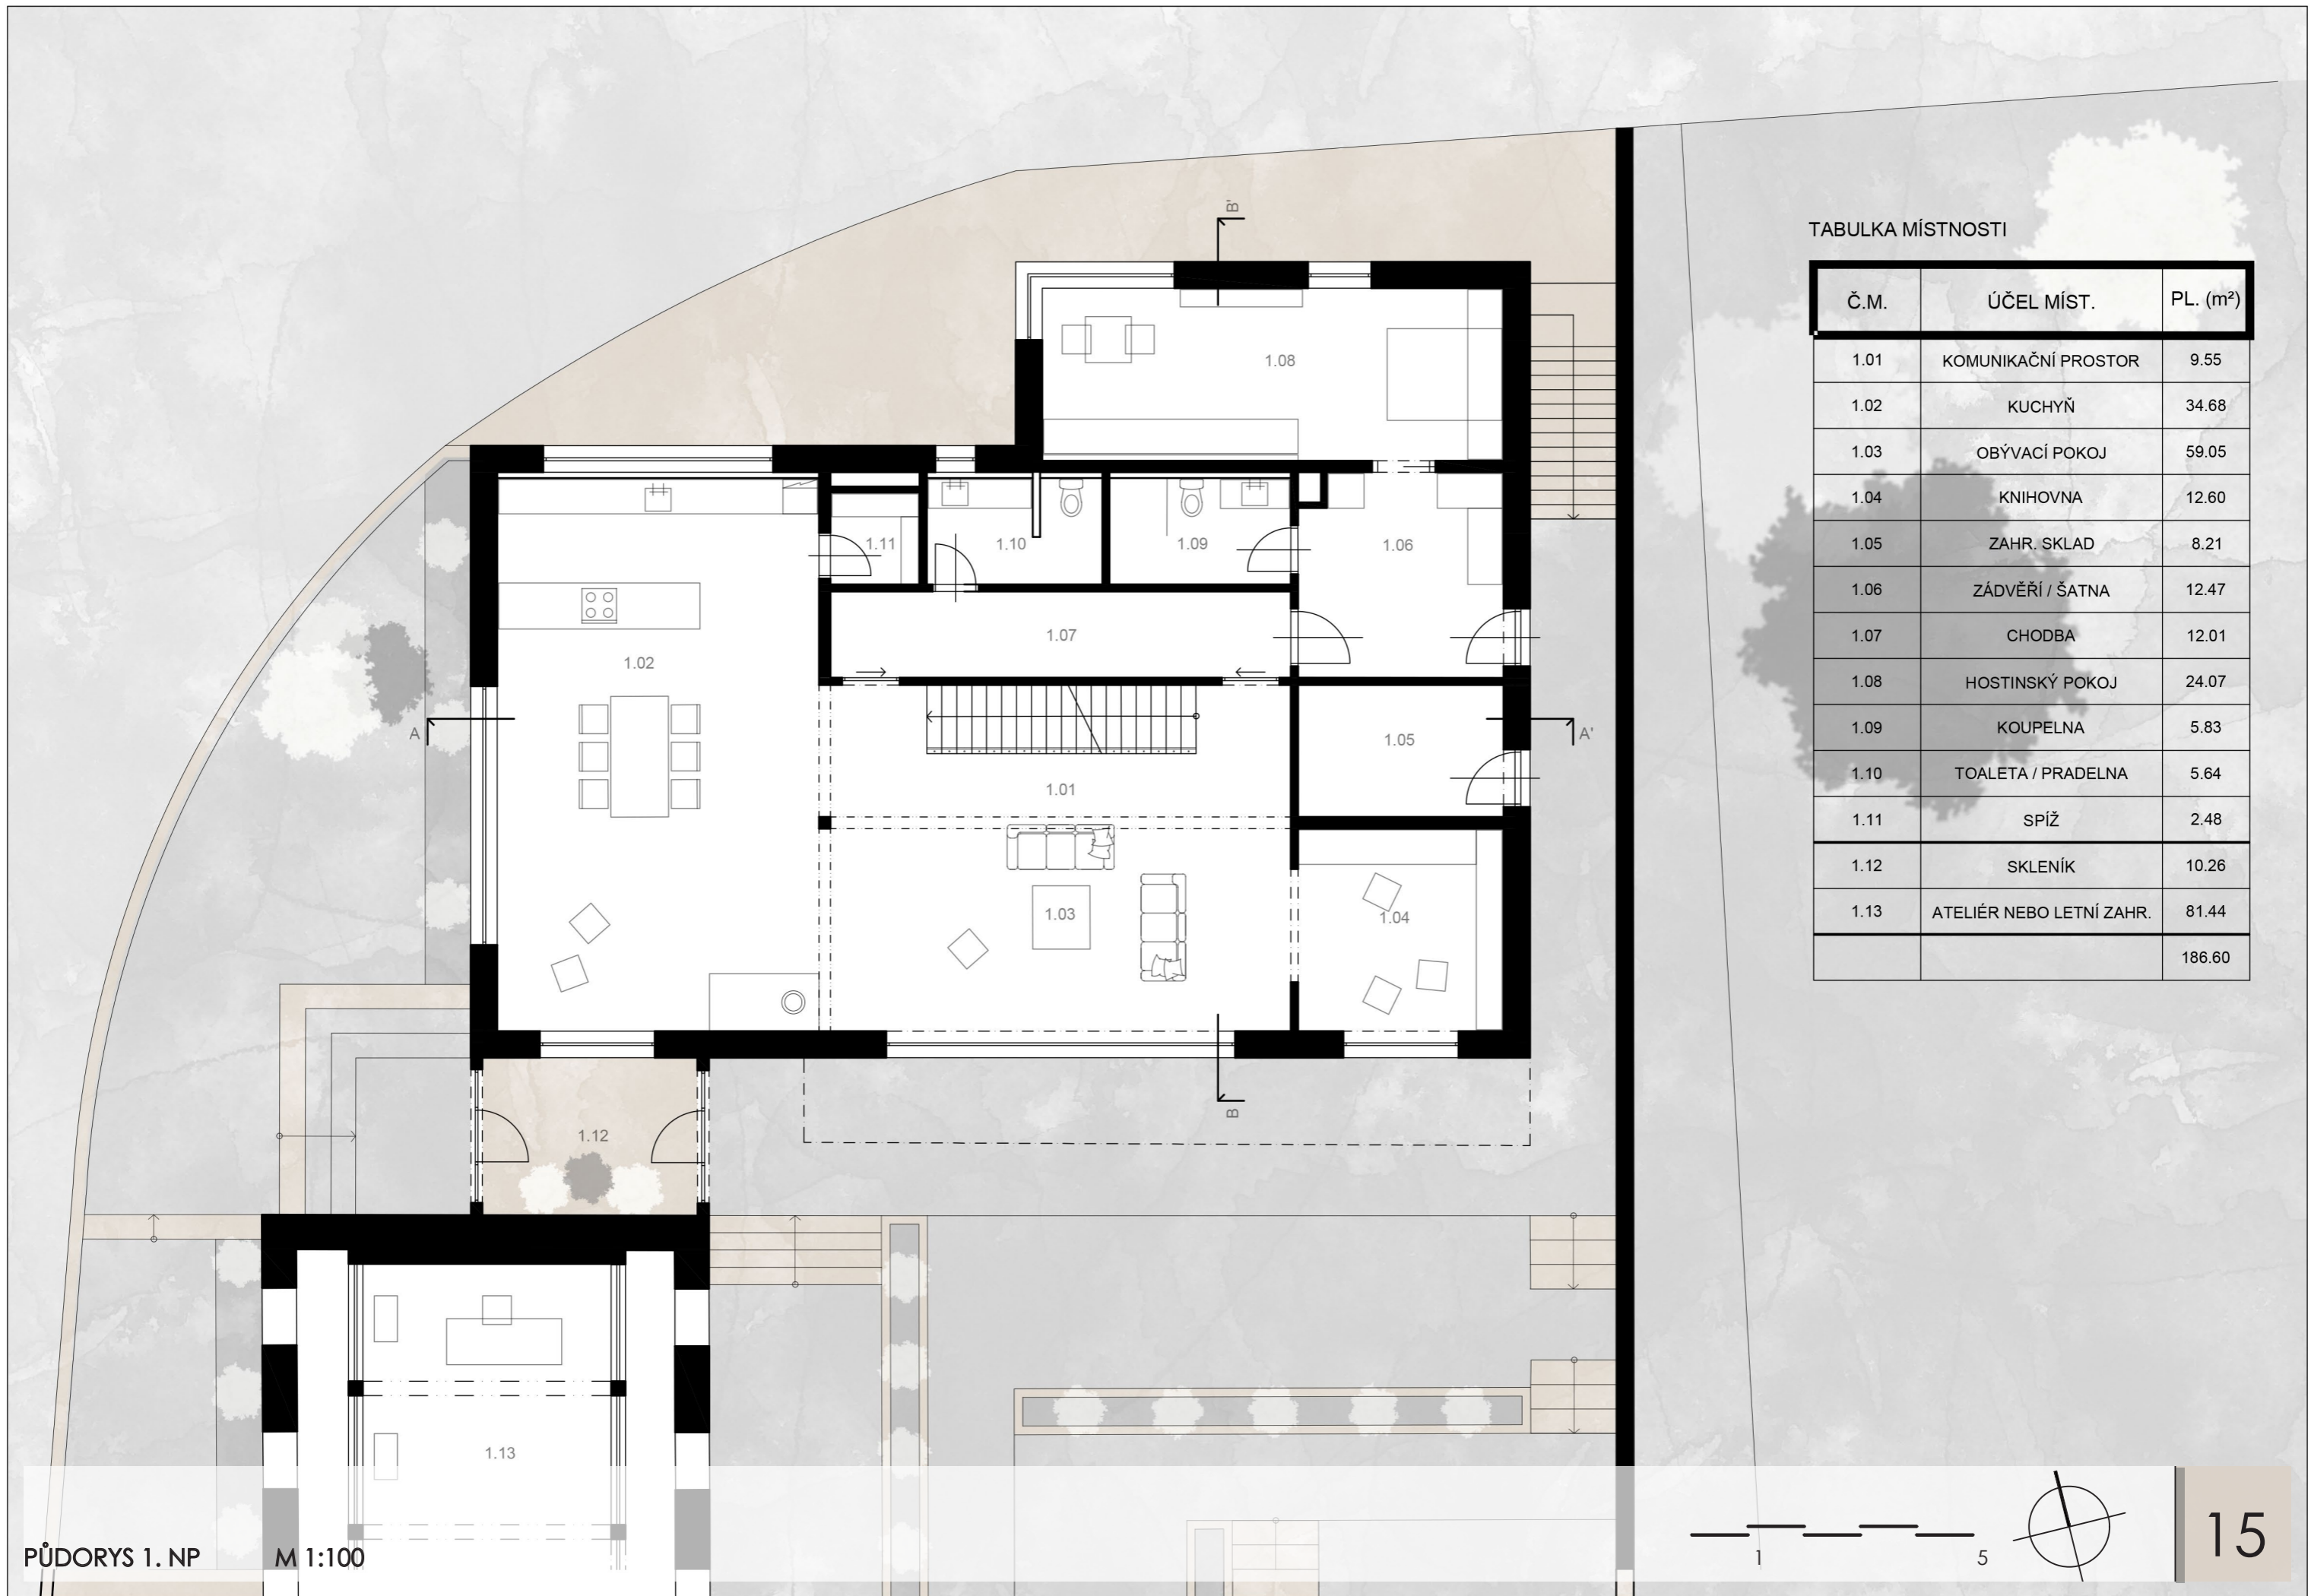 TABULKA MÍSTNOSTI
Č.M. ÚČEL MÍST. PL. (m²)
1.01 KOMUNIKAČNÍ PROSTOR 9.55
1.02 KUCHYŇ 34.68
1.03 OBÝVACÍ POKOJ 59.05
1.04 KNIHOVNA 12.60
1.05 ZAHR. SKLAD 8.21
1.06 ZÁDVĚŘÍ / ŠATNA 12.47
1.07 CHODBA 12.01
1.08 HOSTINSKÝ POKOJ 24.07
1.09 KOUPELNA 5.83
1.10 TOALETA / PRADELNA 5.64
1.11 SPÍŽ 2.48
1.12 SKLENÍK 10.26
1.13 ATELIÉR NEBO LETNÍ ZAHR. 81.44
186.60
B'
1.08
1.11
1.10
1.09
1.06
1.07
1.02
A
A'
1.05
1.01
1.03
1.04
B
1.12
1.13
PŮDORYS 1. NP M 1:100
1 5
15